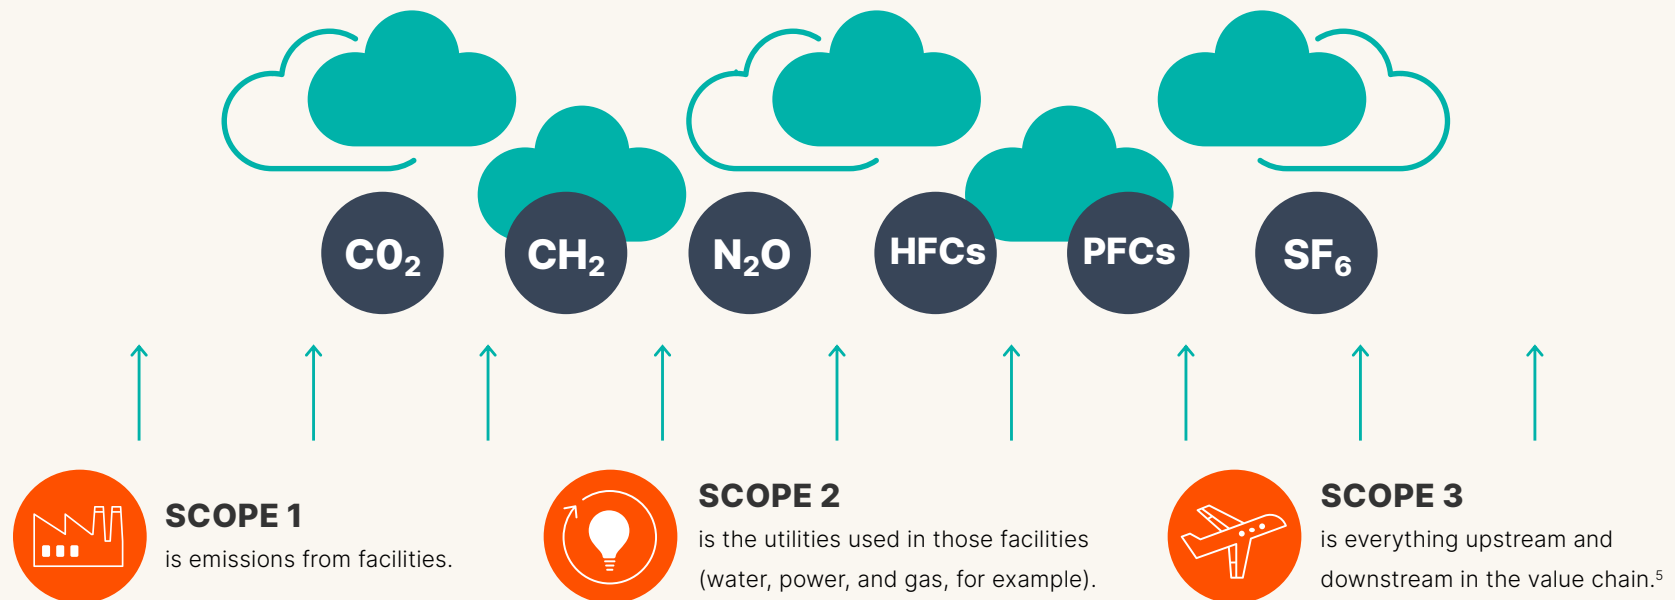 C0₂ CH₂ N₂O HFCs PFCs SF₆
SCOPE 1
is emissions from facilities.
SCOPE 2
is the utilities used in those facilities
(water, power, and gas, for example).
SCOPE 3
is everything upstream and
downstream in the value chain.⁵